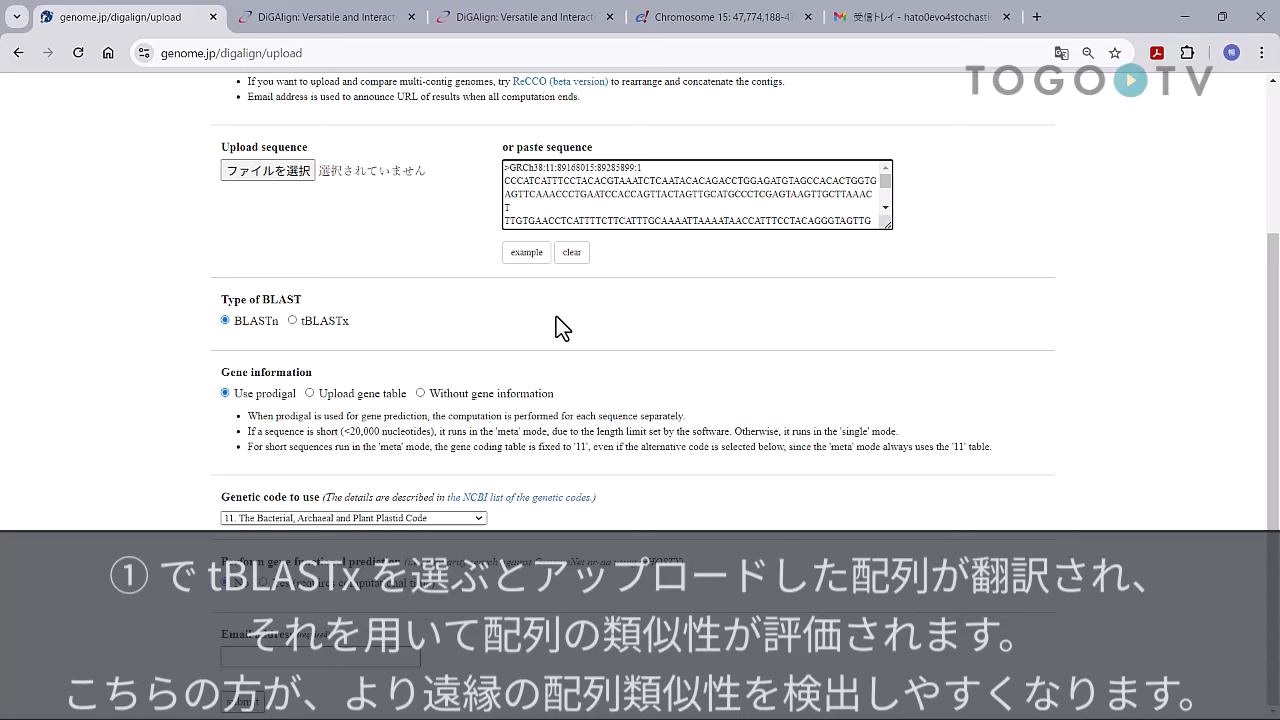 genome.jp/digalign/upload
DiGAlign: Versatile and Interacti
DiGAlign: Versatile and Interacti
Chromosome 15: 47,774,188-47
受信トレイ - hato0evo4stochasti
genome.jp/digalign/upload
TOGO TV
If you want to upload and compare multi-contig genomes, try ReCCO (beta version) to rearrange and concatenate the contigs.
Email address is used to announce URL of results when all computation ends.
Upload sequence
ファイルを選択 選択されていません
or paste sequence
>GRCh38:11:89168015:89285899:1
CCCATCATTTCCTACACGTAAATCTCAATACACAGACCTGGAGATGTAGCCACACTGGTG
AGTTCAAACCCTGAATCCACCAGTTACTAGTTGCATGCCCTCGAGTAAGTTGCTTAAAC
T
TTGTGAACCTCATTTTCTTCATTTGCAAAATTAAAATAACCATTTCCTACAGGGTAGTTG
example clear
Type of BLAST
BLASTn tBLASTx
Gene information
Use prodigal Upload gene table Without gene information
When prodigal is used for gene prediction, the computation is performed for each sequence separately.
If a sequence is short (<20,000 nucleotides), it runs in the 'meta' mode, due to the length limit set by the software. Otherwise, it runs in the 'single' mode.
For short sequences run in the 'meta' mode, the gene coding table is fixed to '11', even if the alternative code is selected below, since the 'meta' mode always uses the '11' table.
Genetic code to use (The details are described in the NCBI list of the genetic codes.)
11. The Bacterial, Archaeal and Plant Plastid Code
①で tBLASTx を選ぶとアップロードした配列が翻訳され、
それを用いて配列の類似性が評価されます。
こちらの方が、より遠縁の配列類似性を検出しやすくなります。
Email address
submit